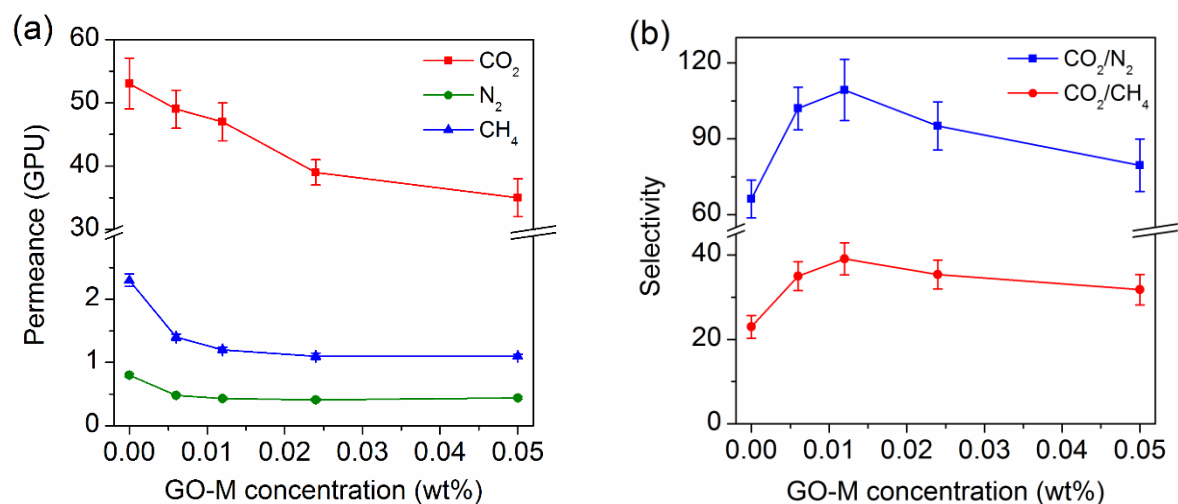 (a)
Permeance (GPU)
60
50
40
30
2
1
0
CO₂
N₂
CH₄
0.00 0.01 0.02 0.03 0.04 0.05
GO-M concentration (wt%)
(b)
Selectivity
120
90
60
40
20
0
CO₂/N₂
CO₂/CH₄
0.00 0.01 0.02 0.03 0.04 0.05
GO-M concentration (wt%)